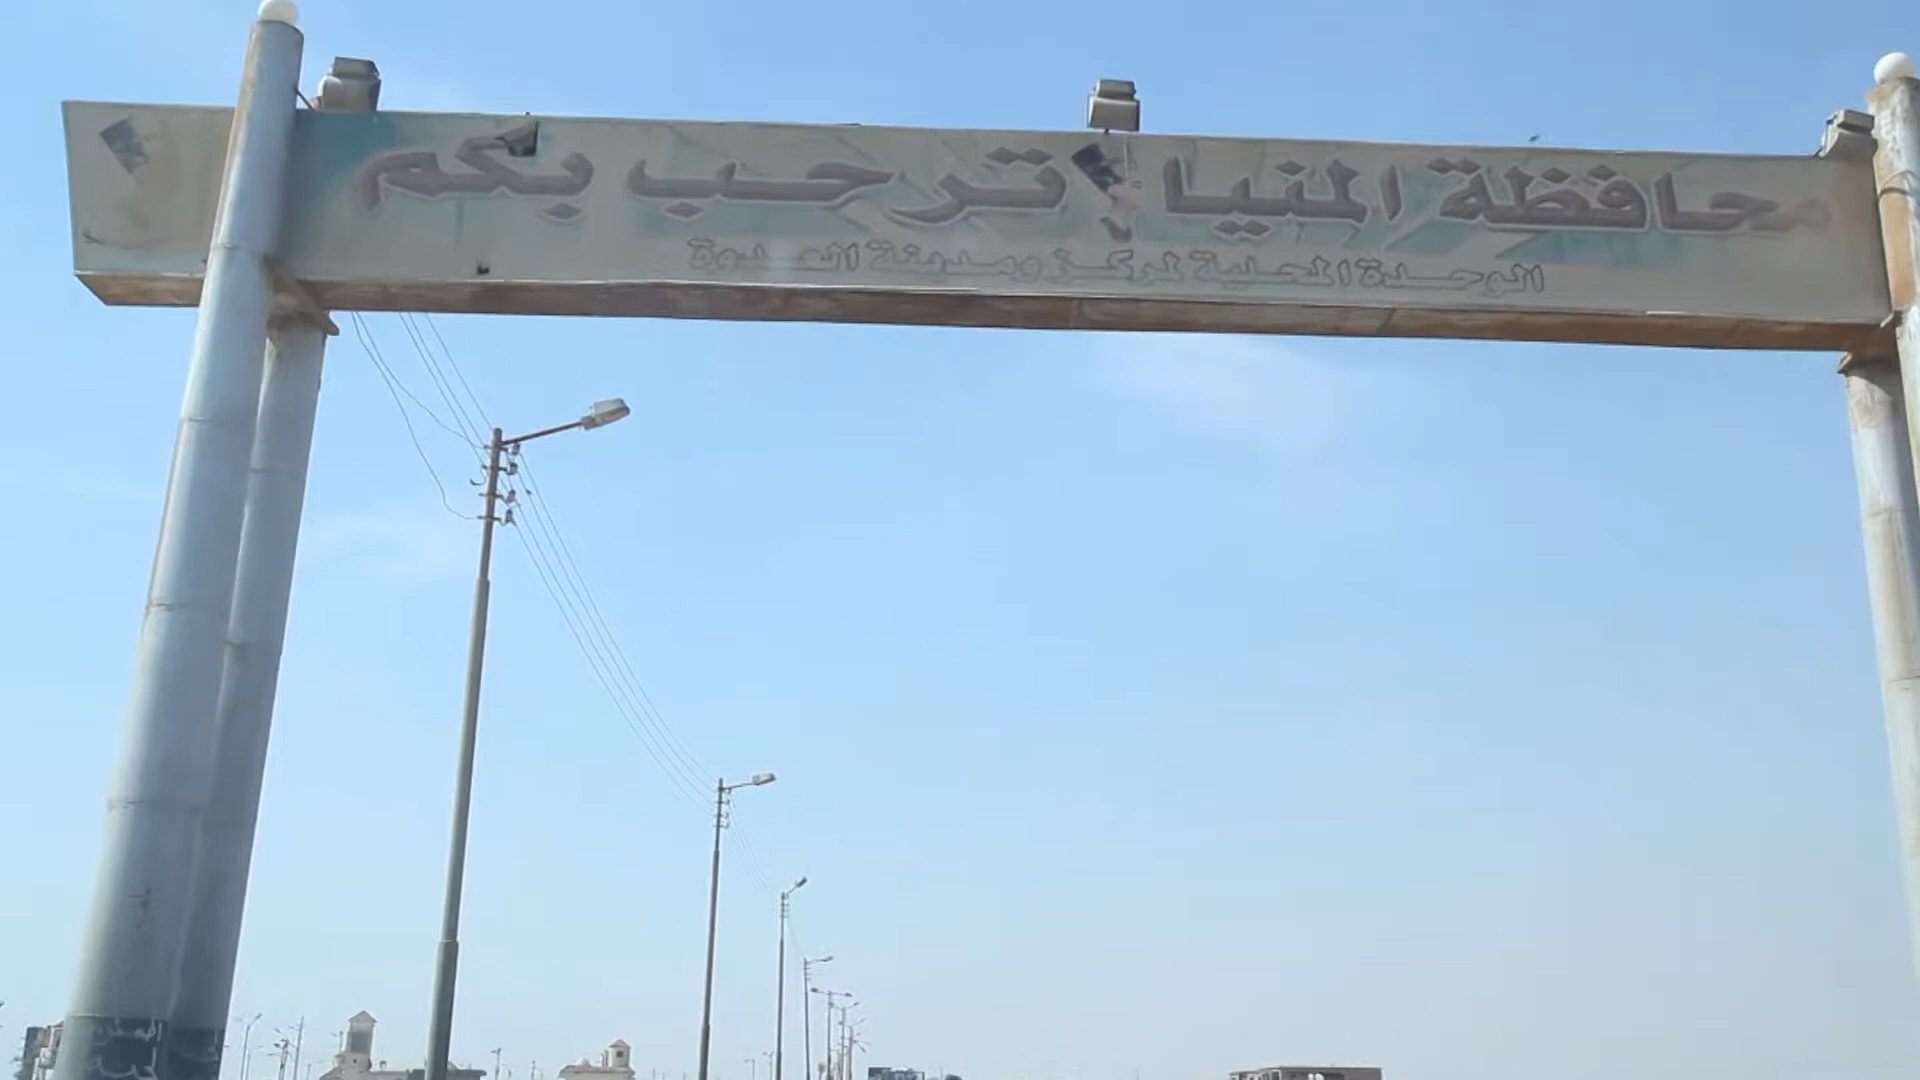 محافظة المنيا ترحب بكم
الوحدة المحلية لمركز ومدينة العدوة